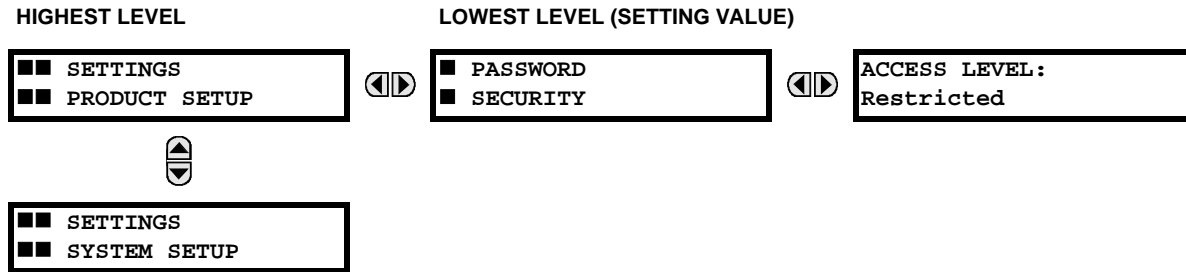 HIGHEST LEVEL
LOWEST LEVEL (SETTING VALUE)
■■ SETTINGS
■■ PRODUCT SETUP
■ PASSWORD
■ SECURITY
ACCESS LEVEL:
Restricted
■■ SETTINGS
■■ SYSTEM SETUP